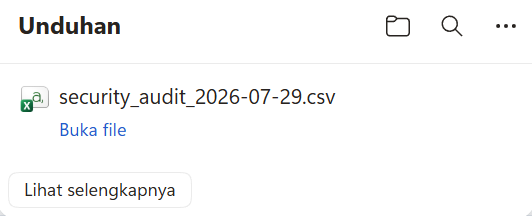 Unduhan
security_audit_2026-07-29.csv
Buka file
Lihat selengkapnya